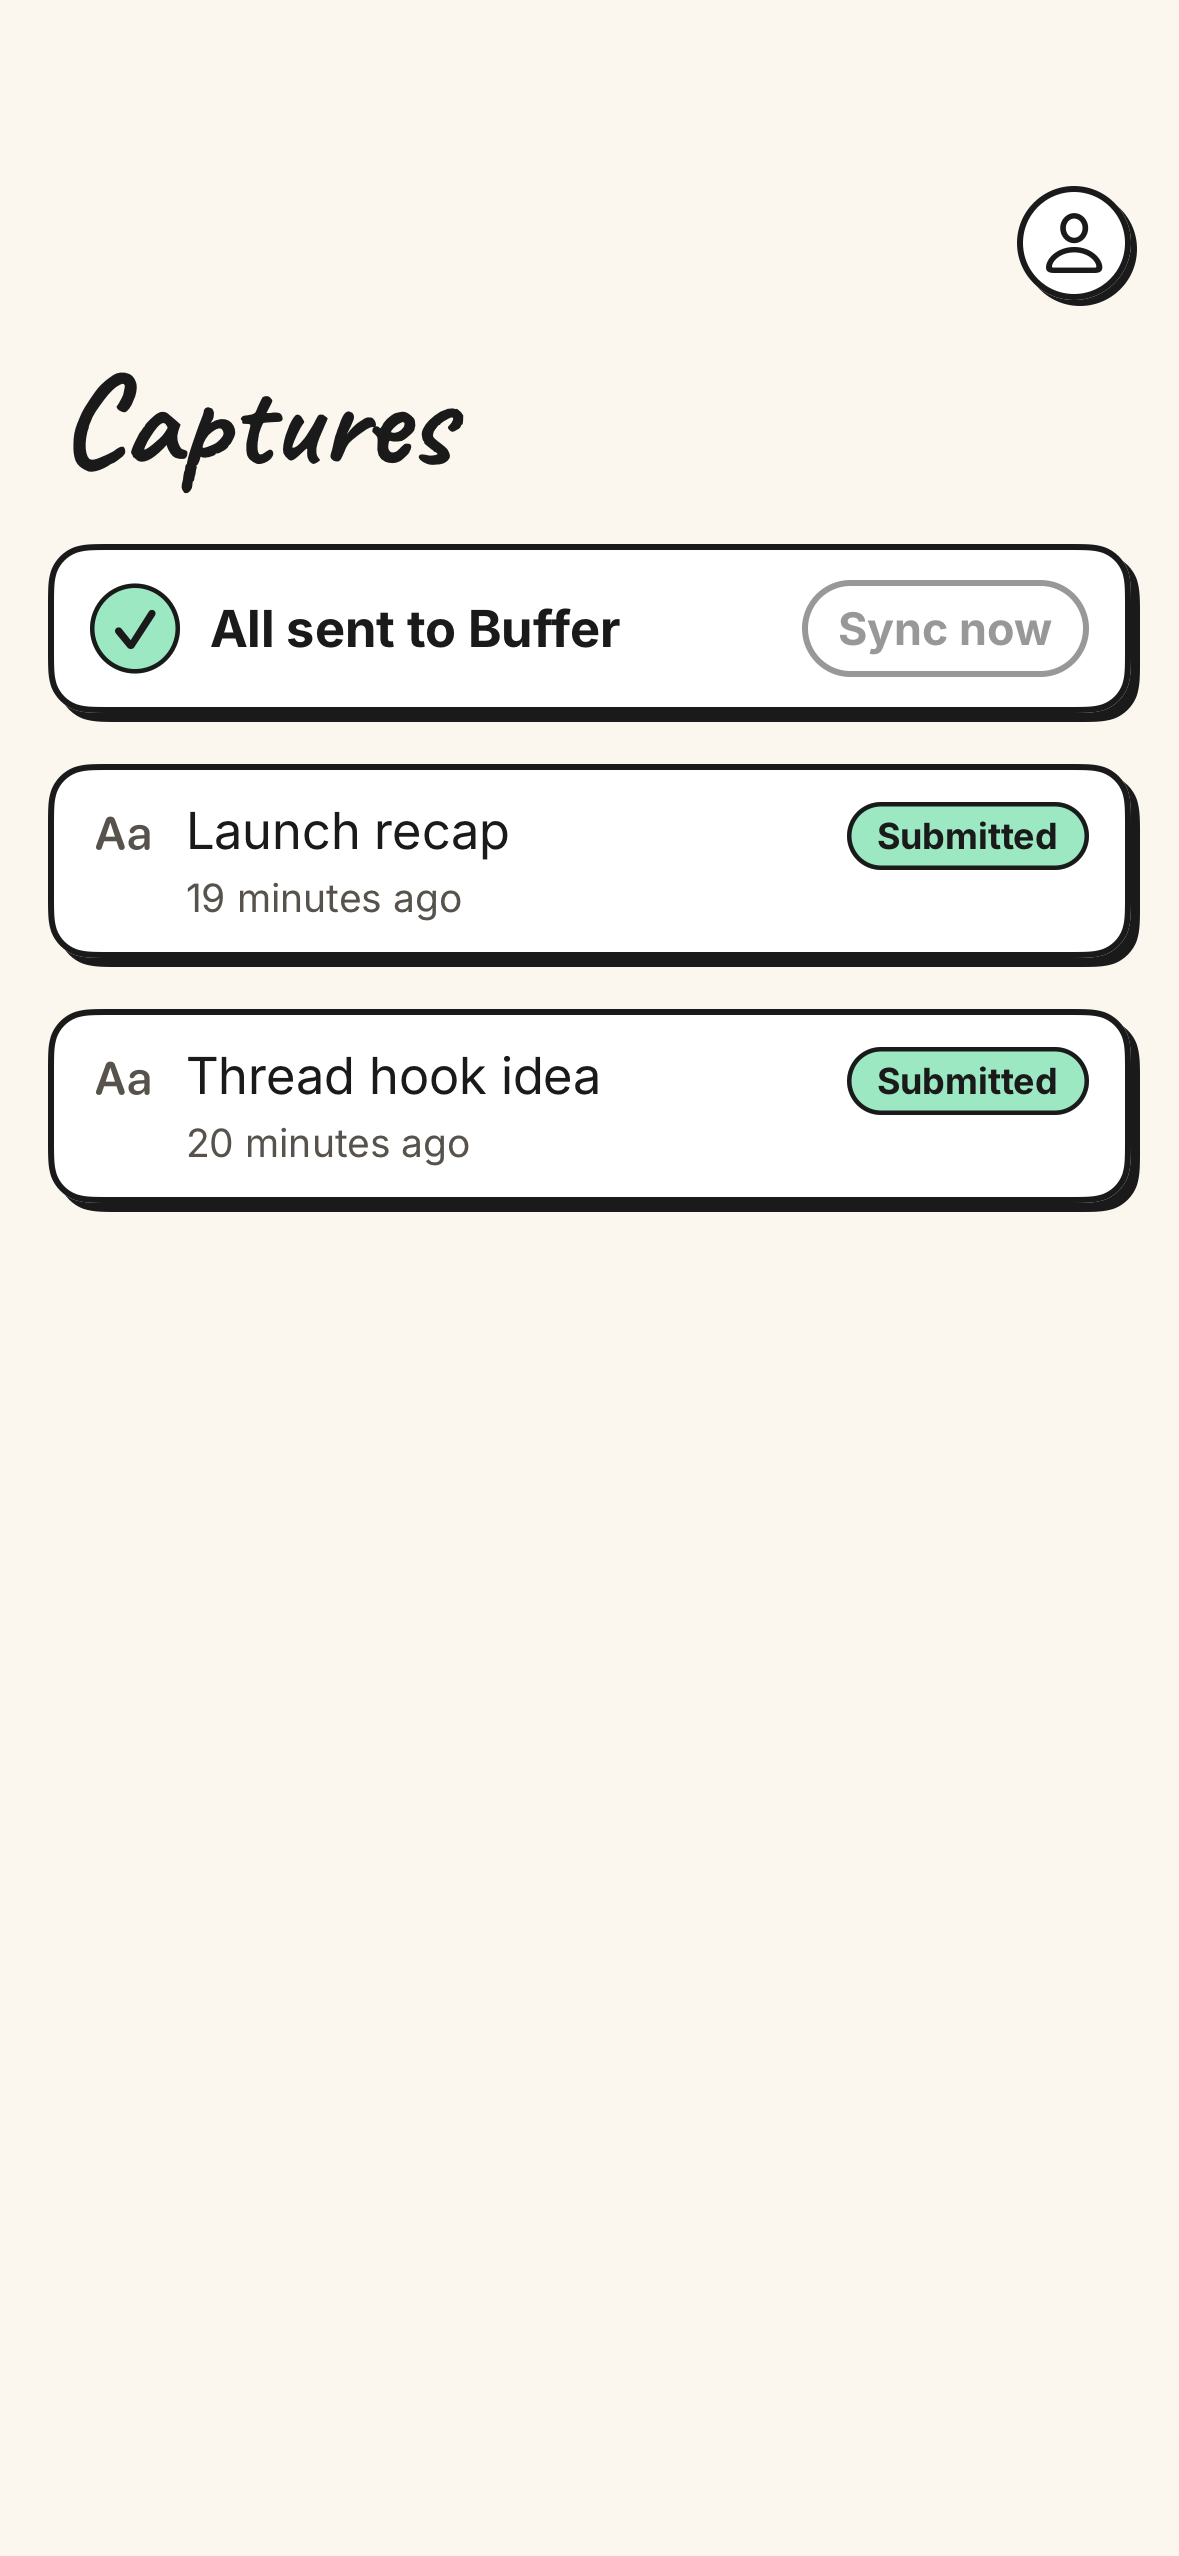 Captures
All sent to Buffer
Sync now
Aa
Launch recap
Submitted
19 minutes ago
Aa
Thread hook idea
Submitted
20 minutes ago